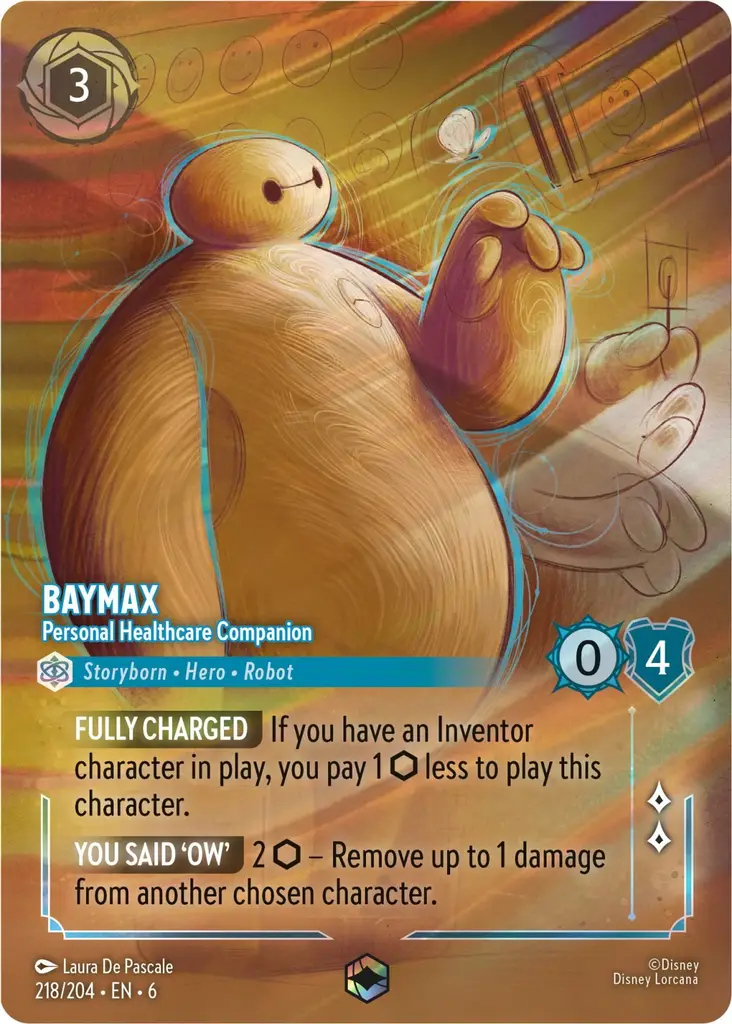 3
BAYMAX
Personal Healthcare Companion
Storyborn • Hero • Robot
0 4
FULLY CHARGED If you have an Inventor
character in play, you pay 1 ⬡ less to play this
character.
YOU SAID ‘OW’ 2 ⬡ – Remove up to 1 damage
from another chosen character.
Laura De Pascale
218/204 • EN • 6
©Disney
Disney Lorcana